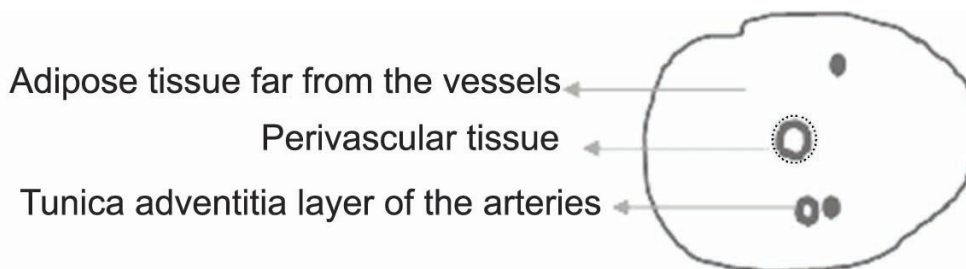 Adipose tissue far from the vessels
Perivascular tissue
Tunica adventitia layer of the arteries